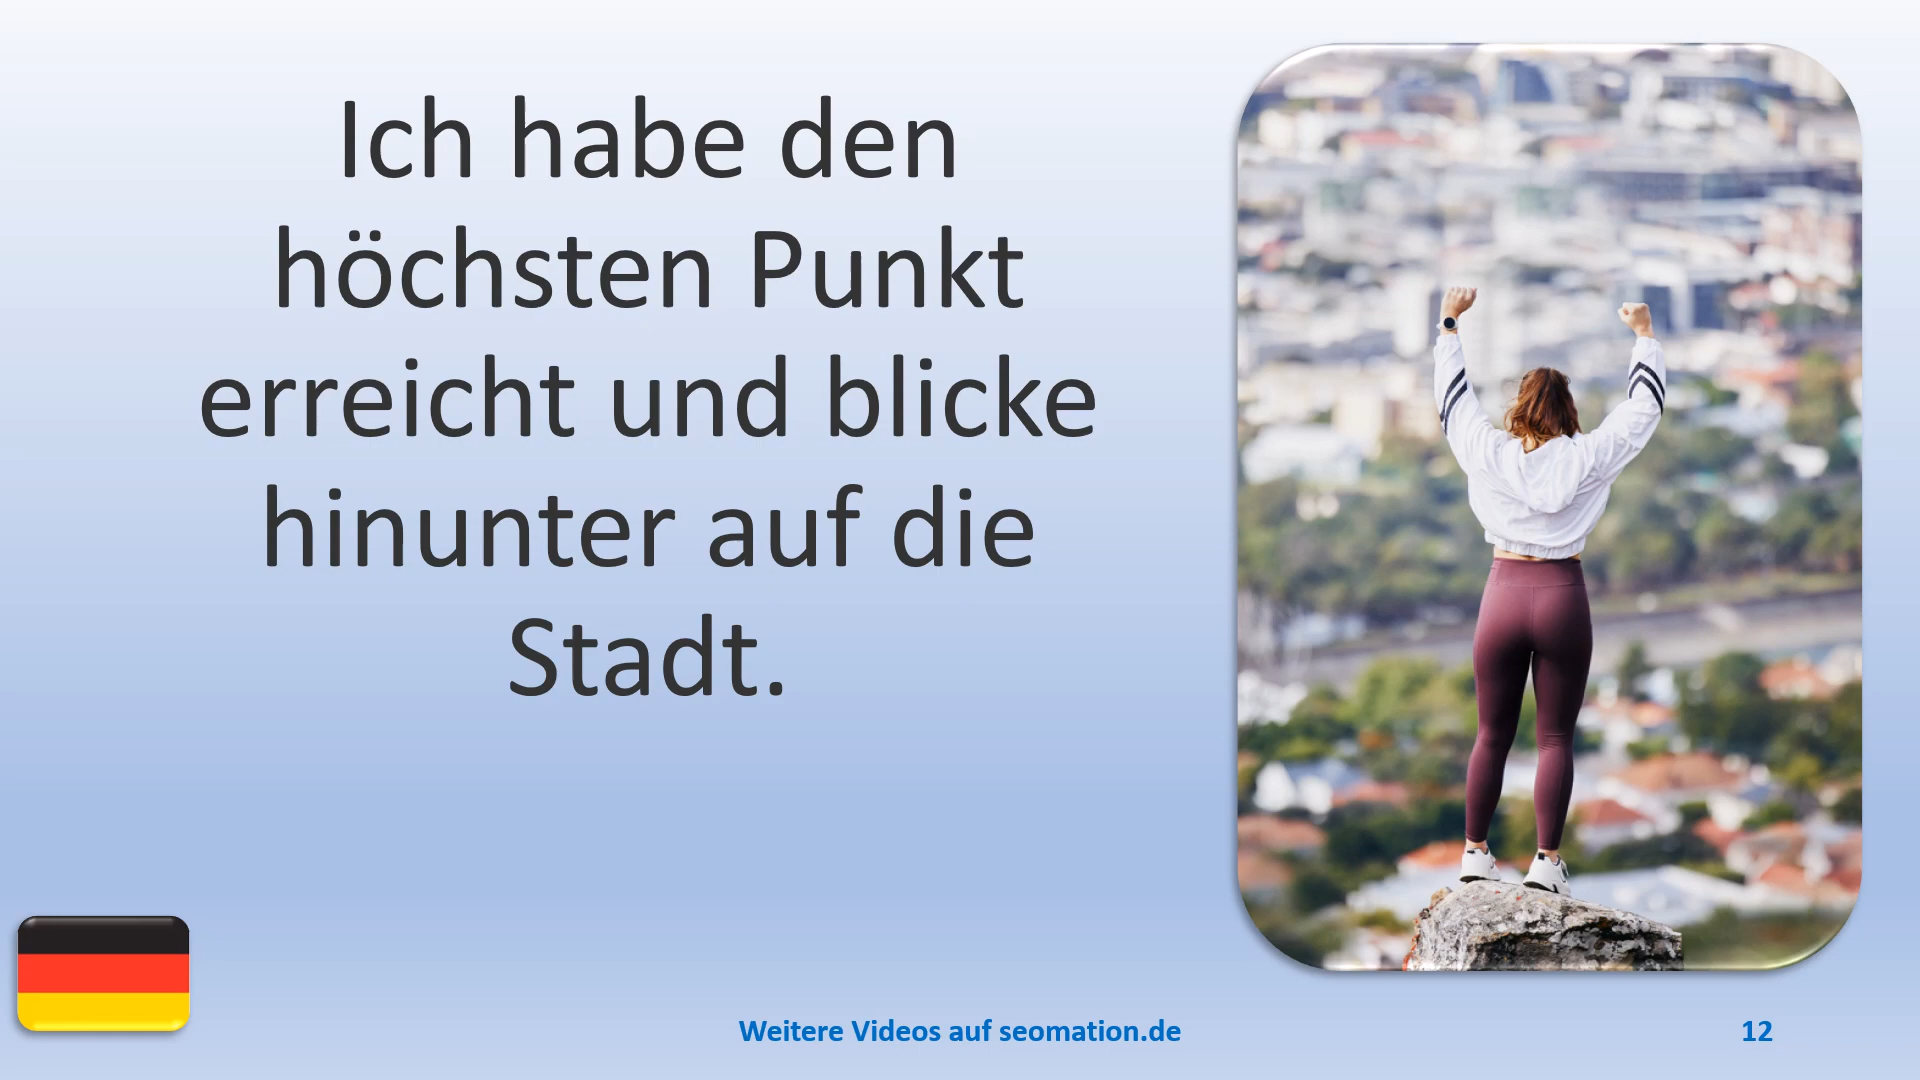 Ich habe den
höchsten Punkt
erreicht und blicke
hinunter auf die
Stadt.
Weitere Videos auf seomation.de
12